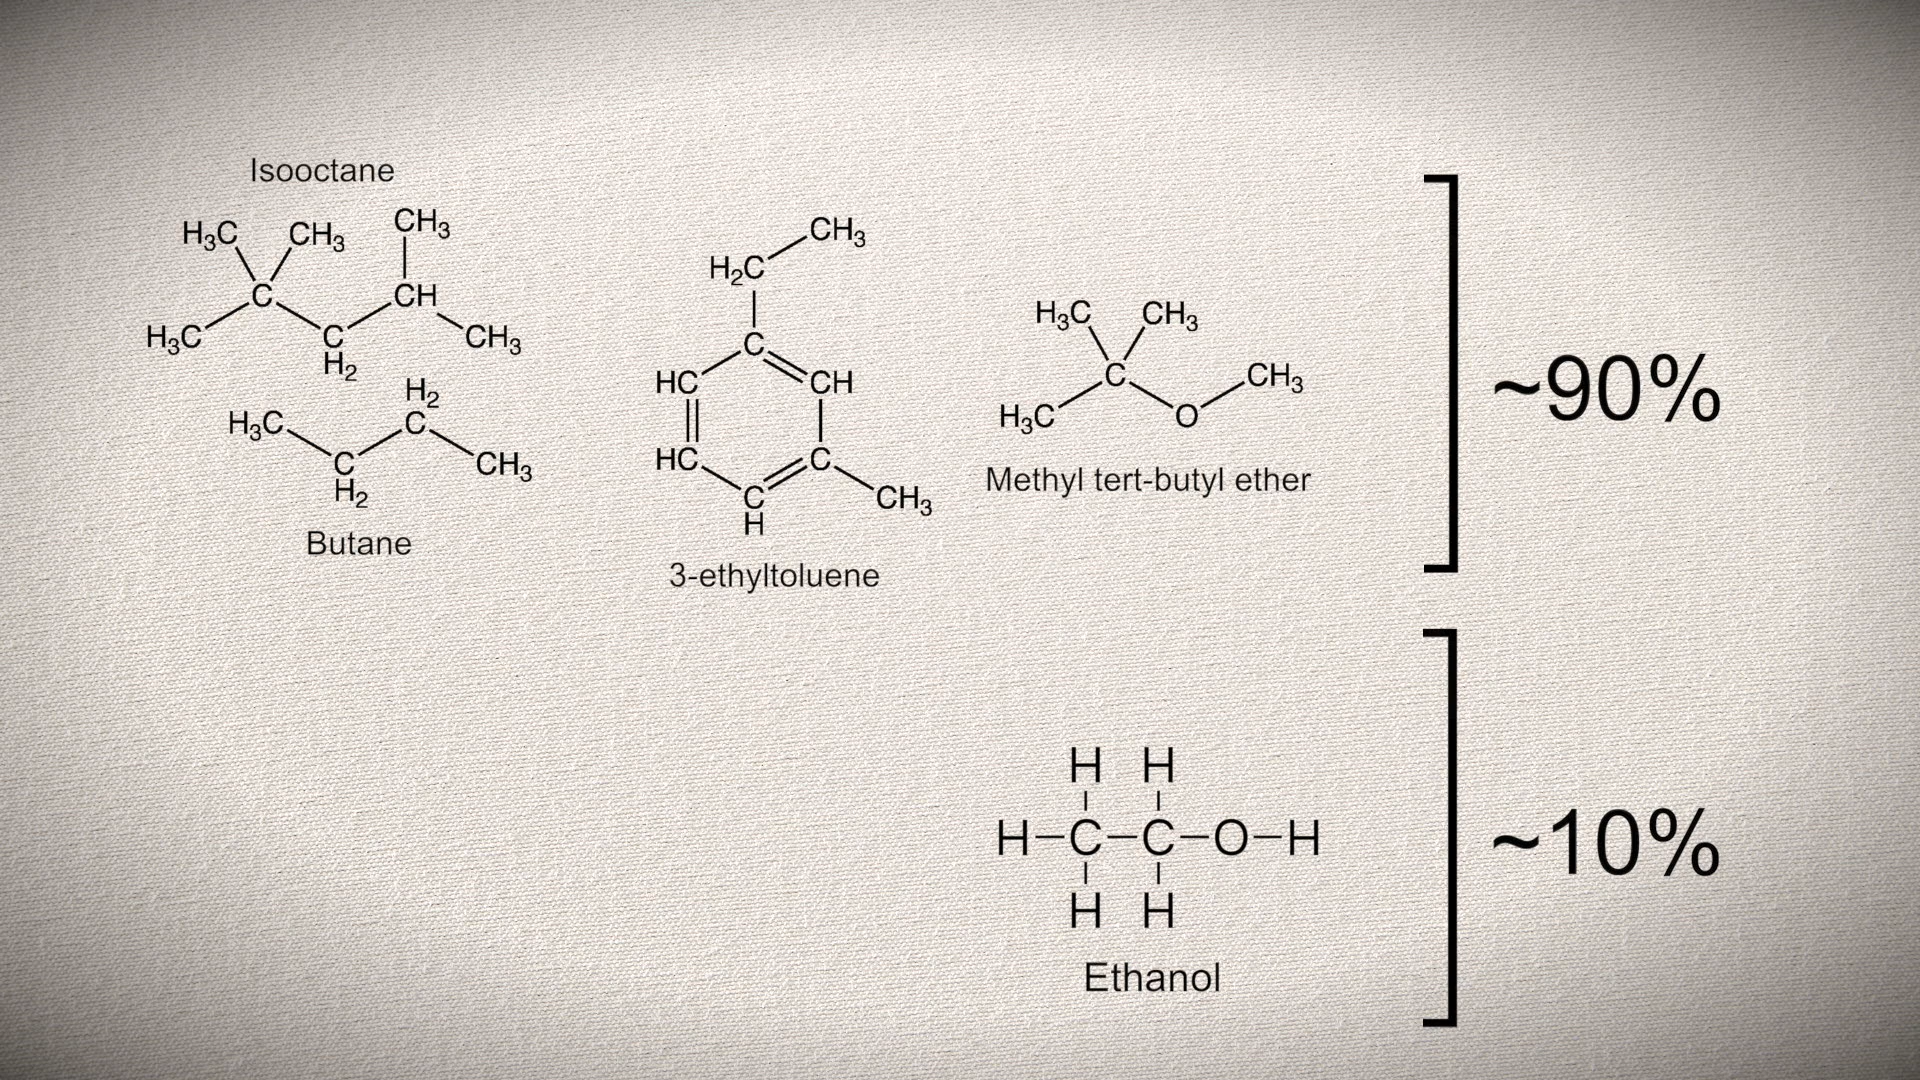 Isooctane
H₃C CH₃ CH₃
C CH
H₃C C CH₃
H₂
H₂
H₃C C
C CH₃
H₂
Butane
CH₃
H₂C
C
HC CH
HC C
C CH₃
H
3-ethyltoluene
H₃C CH₃
C CH₃
H₃C O
Methyl tert-butyl ether
~90%
H H
H C C O H
H H
Ethanol
~10%